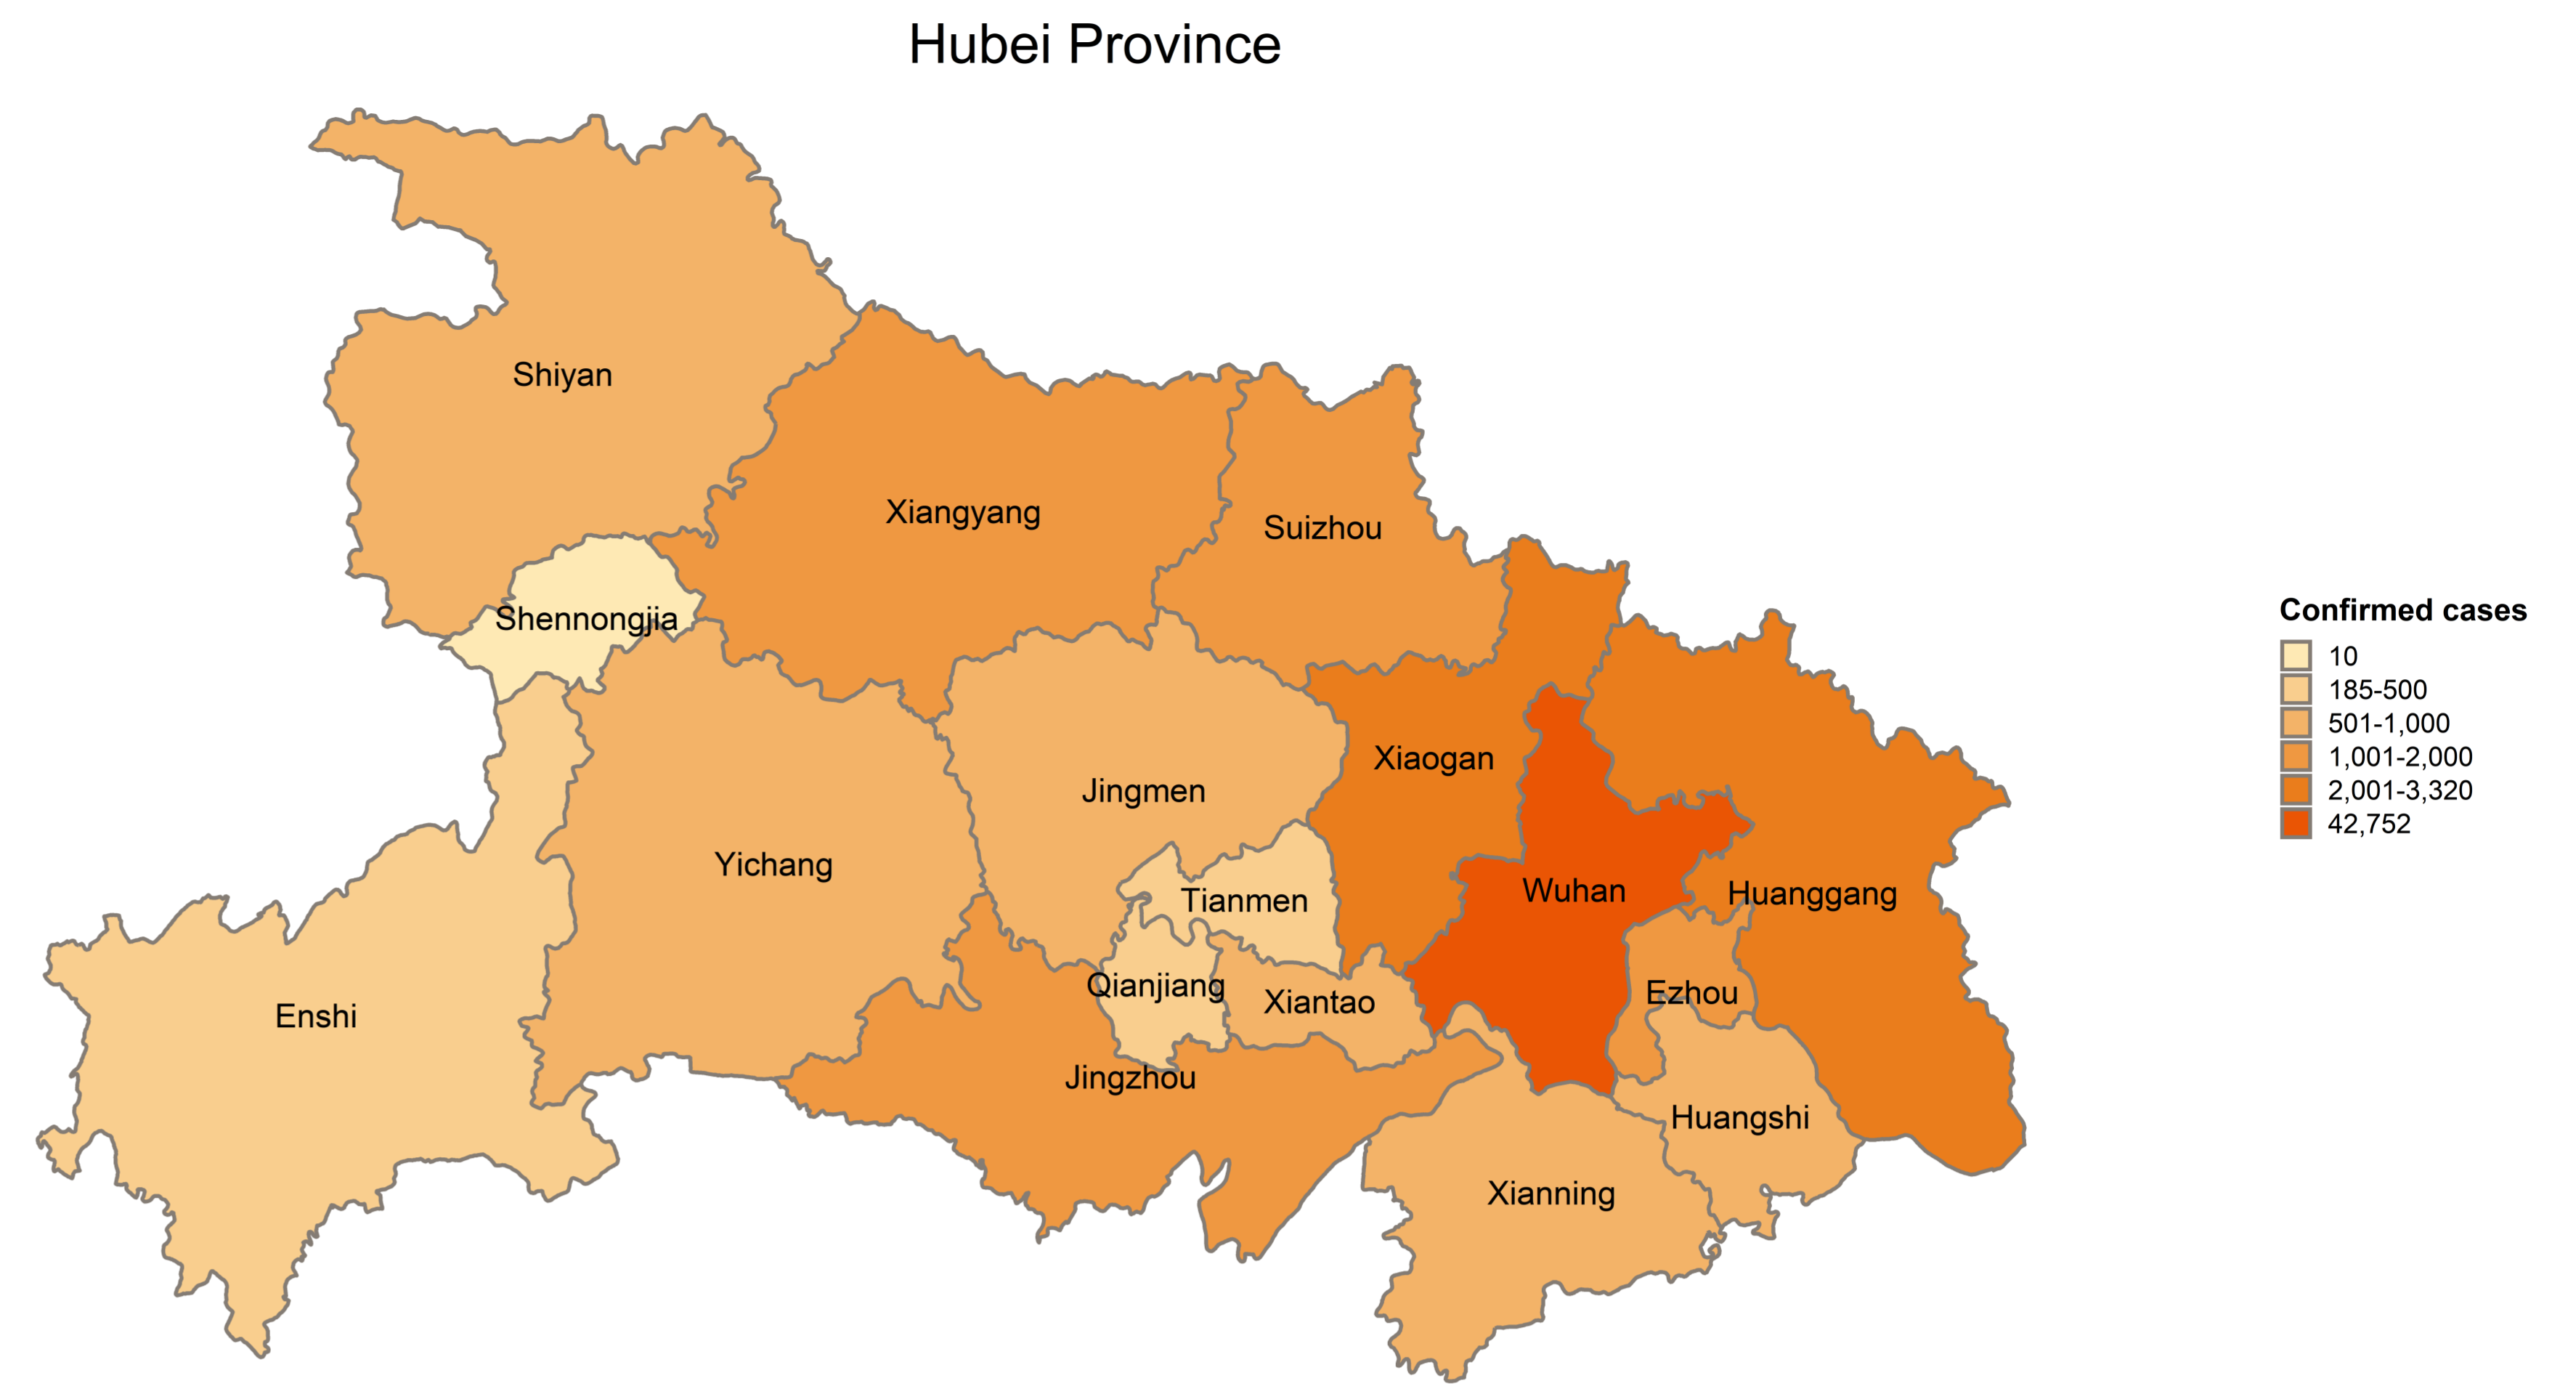 Hubei Province
Shiyan
Xiangyang
Suizhou
Shennongjia
Xiaogan
Jingmen
Yichang
Wuhan
Huanggang
Tianmen
Qianjiang
Ezhou
Xiantao
Enshi
Jingzhou
Huangshi
Xianning
Confirmed cases
10
185-500
501-1,000
1,001-2,000
2,001-3,320
42,752